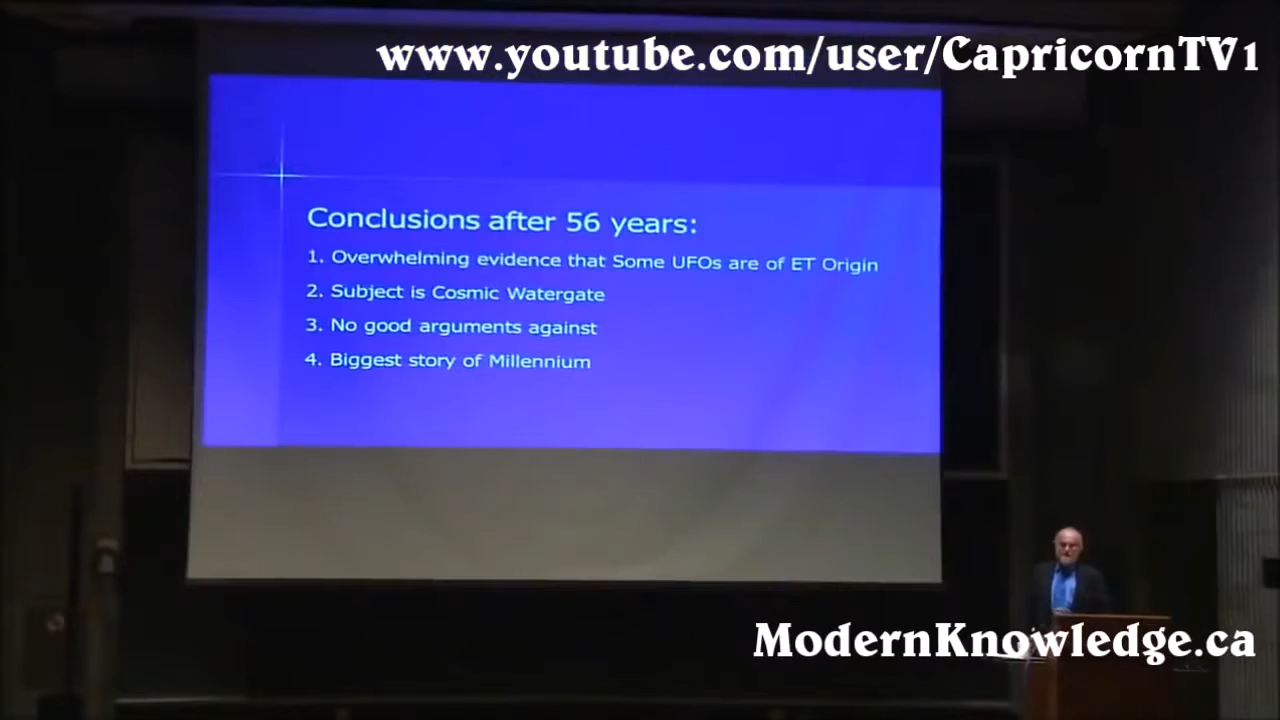 www.youtube.com/user/CapricornTV1
Conclusions after 56 years:
1. Overwhelming evidence that Some UFOs are of ET Origin
2. Subject is Cosmic Watergate
3. No good arguments against
4. Biggest story of Millennium
ModernKnowledge.ca